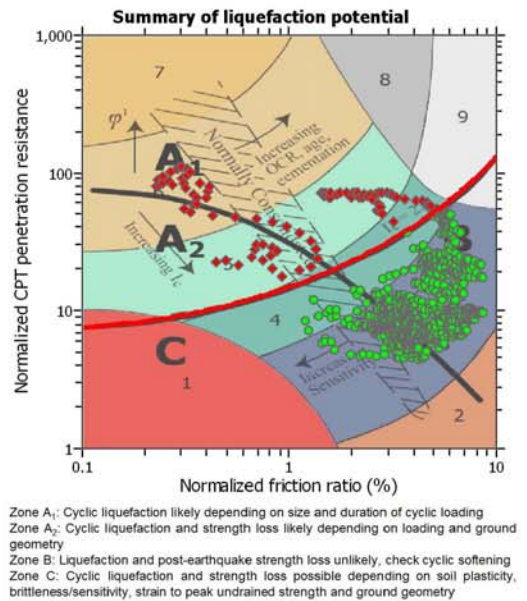 Summary of liquefaction potential
1,000
7
8
9
φ'
Increasing
OCR, age,
cementation
Normally
A1
100
A2
Increasing Ic
5
B
10
4
C
1
Increasing
Sensitivity
2
1
0.1
1
10
Normalized CPT penetration resistance
Normalized friction ratio (%)
Zone A1: Cyclic liquefaction likely depending on size and duration of cyclic loading
Zone A2: Cyclic liquefaction and strength loss likely depending on loading and ground
geometry
Zone B: Liquefaction and post-earthquake strength loss unlikely, check cyclic softening
Zone C: Cyclic liquefaction and strength loss possible depending on soil plasticity,
brittleness/sensitivity, strain to peak undrained strength and ground geometry